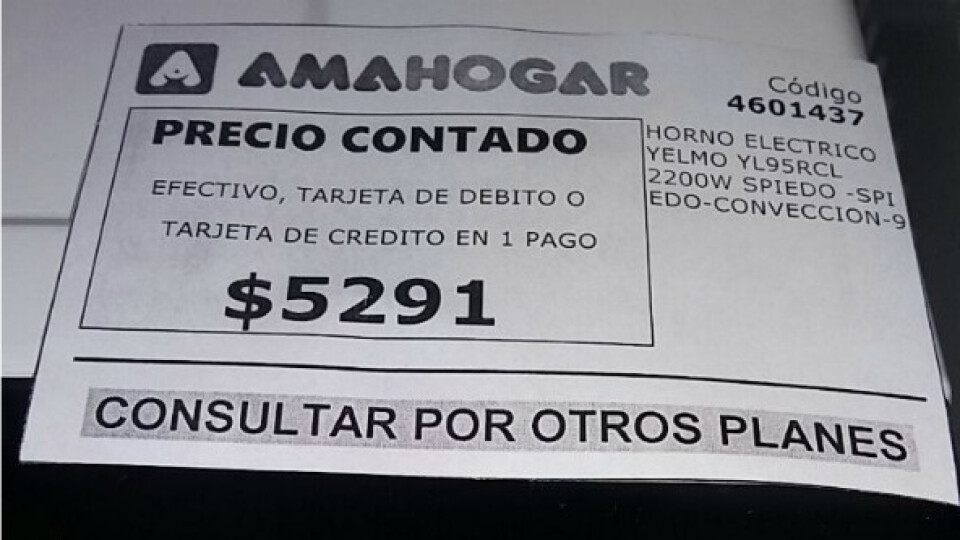 AMAHOGAR
Código
4601437
PRECIO CONTADO
EFECTIVO, TARJETA DE DEBITO O
TARJETA DE CREDITO EN 1 PAGO
$5291
HORNO ELECTRICO
YELMO YL95RCL
2200W SPIEDO -SPI
EDO-CONVECCION-9
CONSULTAR POR OTROS PLANES